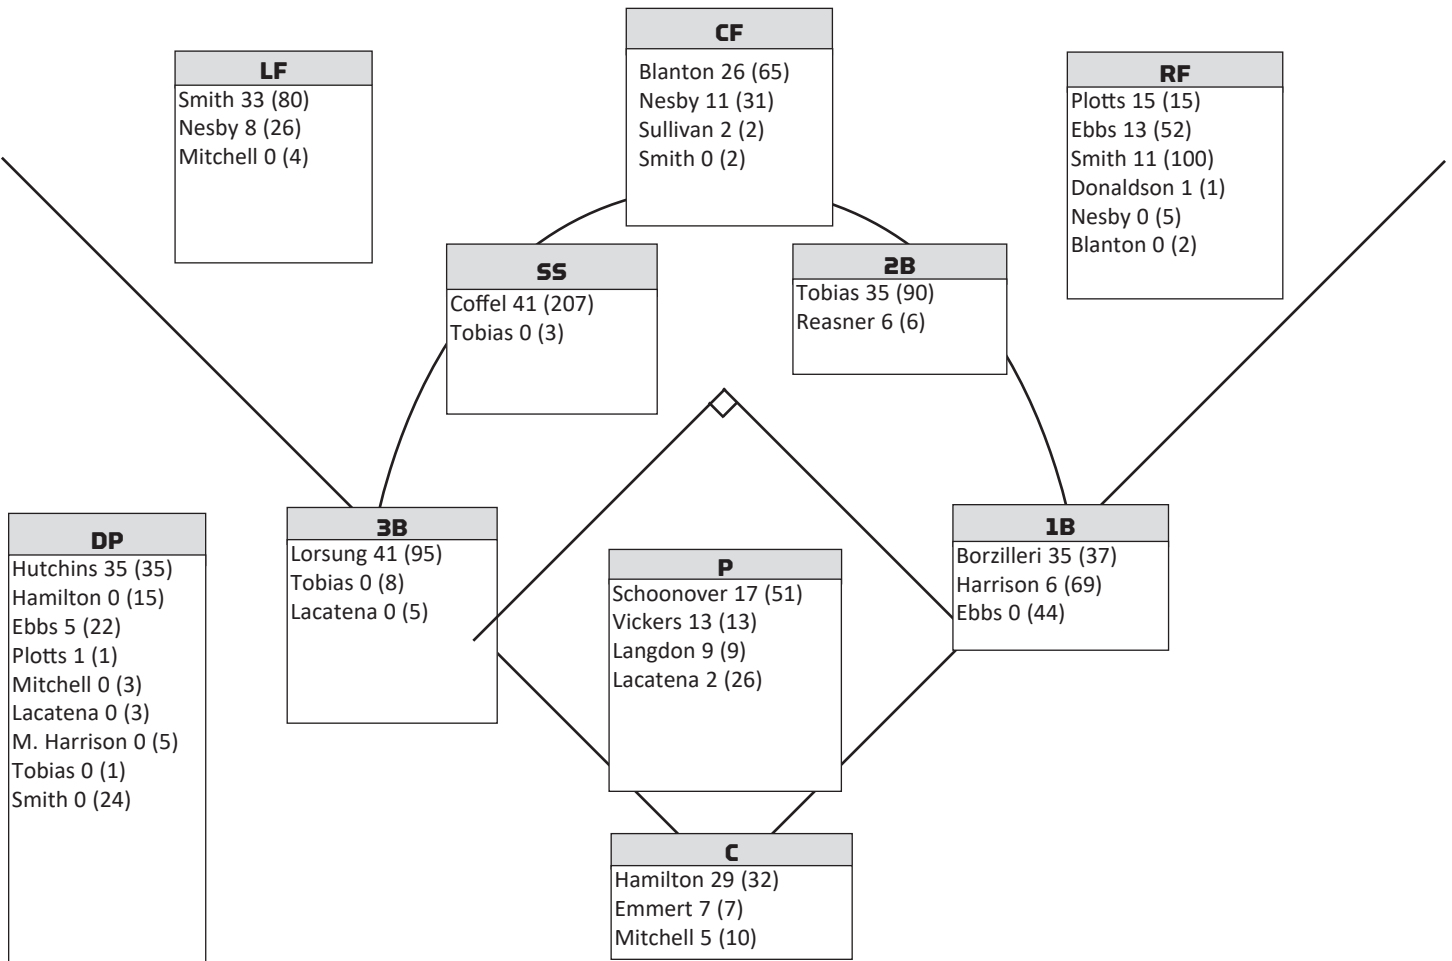 CF
Blanton 26 (65)
Nesby 11 (31)
Sullivan 2 (2)
Smith 0 (2)
LF
Smith 33 (80)
Nesby 8 (26)
Mitchell 0 (4)
RF
Plotts 15 (15)
Ebbs 13 (52)
Smith 11 (100)
Donaldson 1 (1)
Nesby 0 (5)
Blanton 0 (2)
SS
Coffel 41 (207)
Tobias 0 (3)
2B
Tobias 35 (90)
Reasner 6 (6)
DP
Hutchins 35 (35)
Hamilton 0 (15)
Ebbs 5 (22)
Plotts 1 (1)
Mitchell 0 (3)
Lacatena 0 (3)
M. Harrison 0 (5)
Tobias 0 (1)
Smith 0 (24)
3B
Lorsung 41 (95)
Tobias 0 (8)
Lacatena 0 (5)
P
Schoonover 17 (51)
Vickers 13 (13)
Langdon 9 (9)
Lacatena 2 (26)
1B
Borzilleri 35 (37)
Harrison 6 (69)
Ebbs 0 (44)
C
Hamilton 29 (32)
Emmert 7 (7)
Mitchell 5 (10)